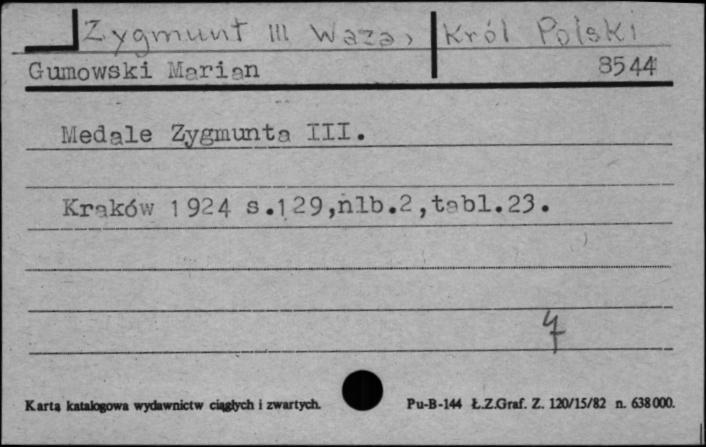 Zygmunt III Waza, Król Polski
Gumowski Marian 8544
Medale Zygmunta III.
Kraków 1924 s.129,nlb.2,tabl.23.
4
Karta katalogowa wydawnictw ciągłych i zwartych. Pu-B-144 Ł.Z.Graf. Z. 120/15/82 n. 638000.